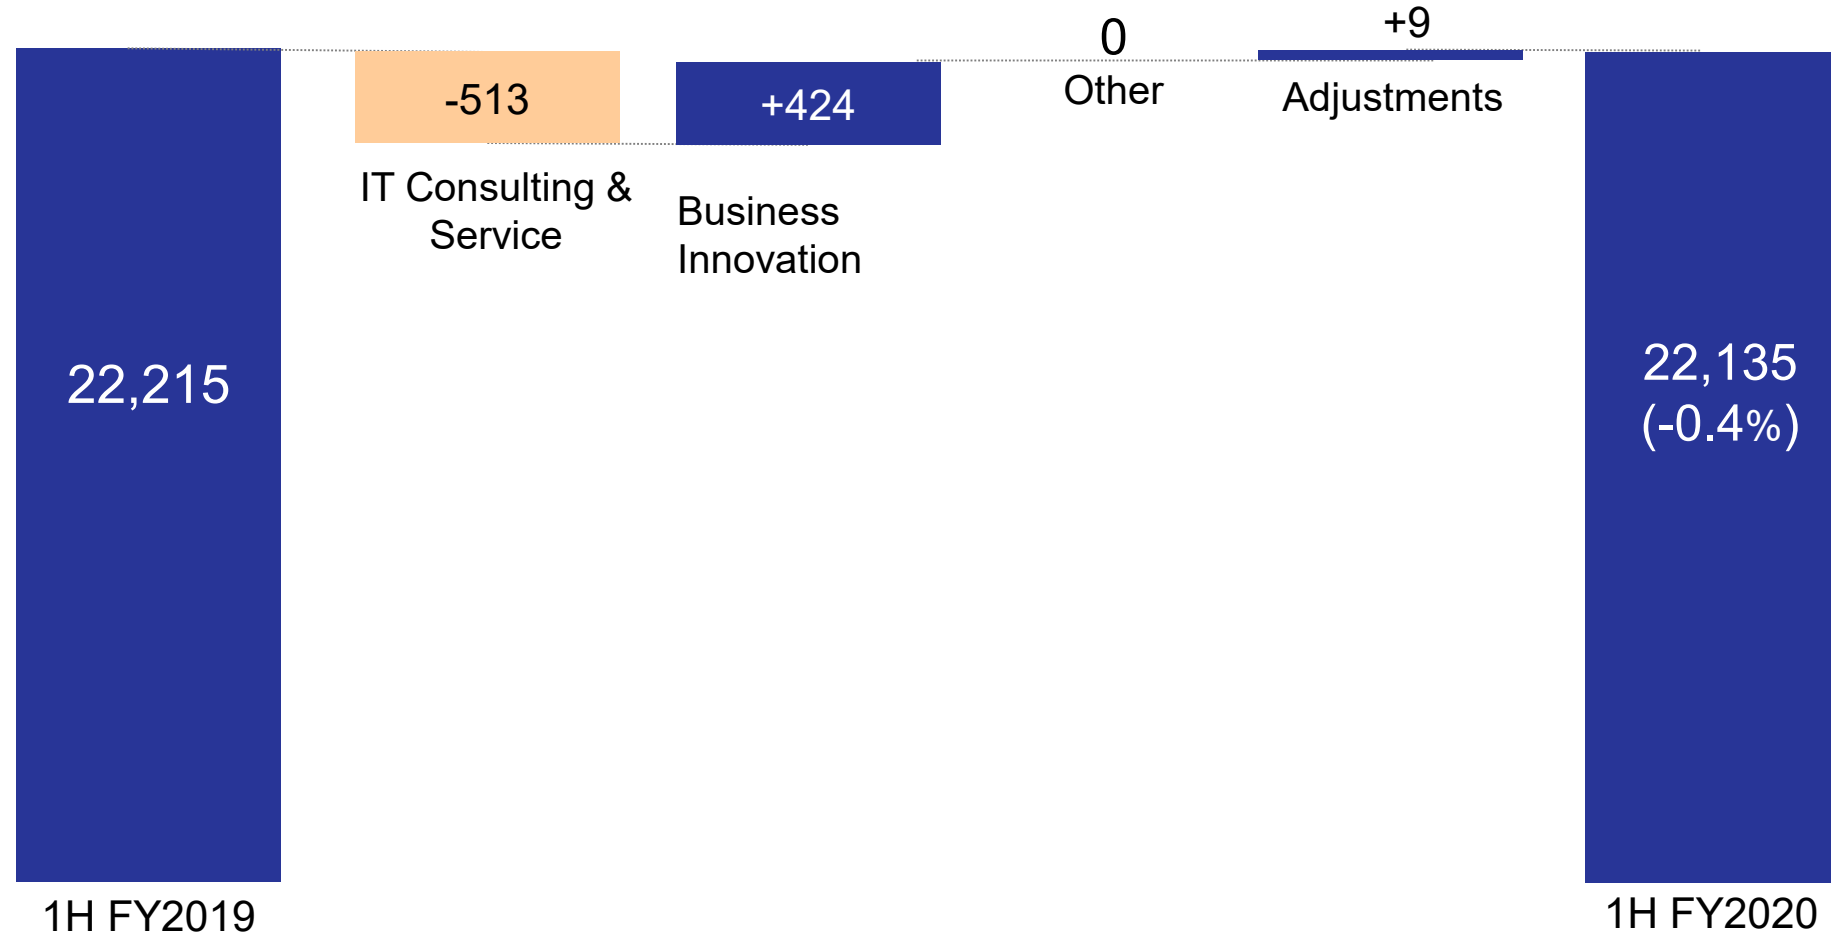 22,215
1H FY2019
-513
IT Consulting &
Service
+424
Business
Innovation
0
Other
+9
Adjustments
22,135
(-0.4%)
1H FY2020